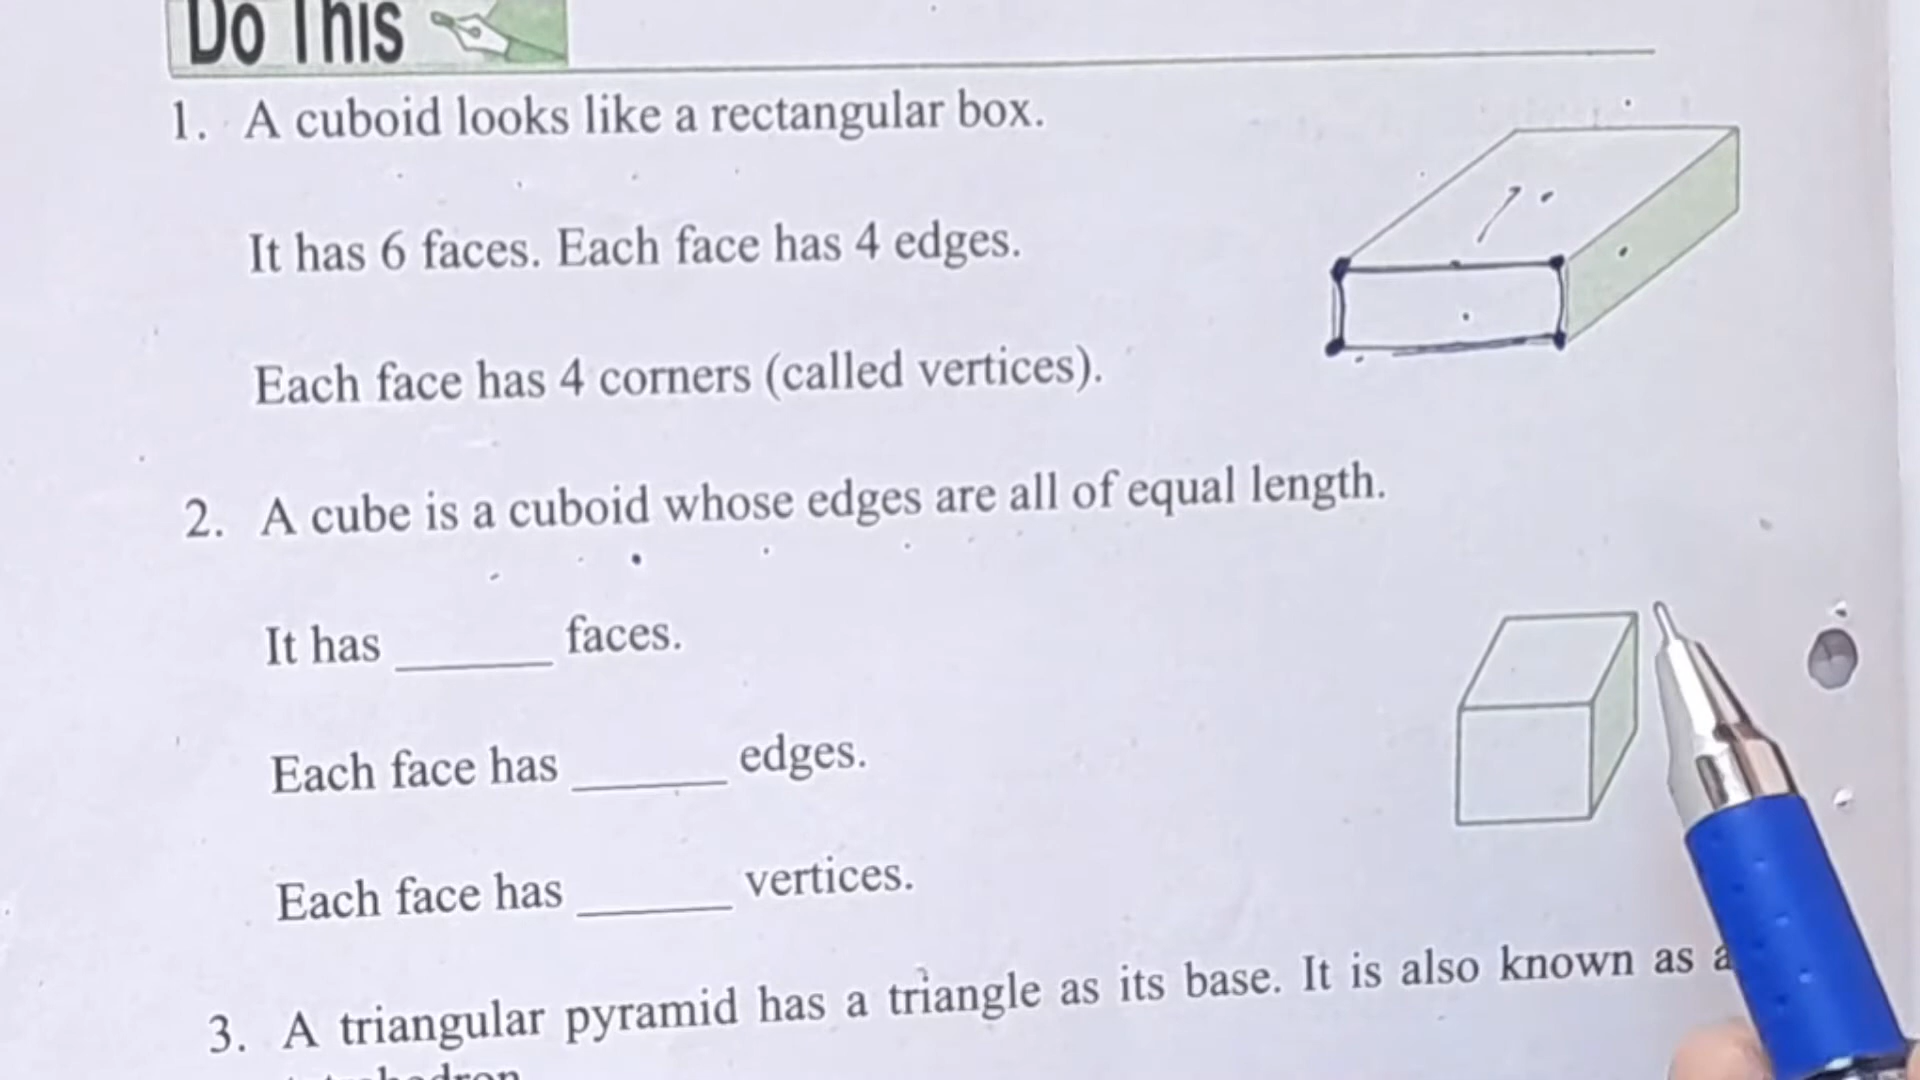 Do This
1. A cuboid looks like a rectangular box.
It has 6 faces. Each face has 4 edges.
Each face has 4 corners (called vertices).
2. A cube is a cuboid whose edges are all of equal length.
It has ______ faces.
Each face has ______ edges.
Each face has ______ vertices.
3. A triangular pyramid has a triangle as its base. It is also known as a
tetrahedron